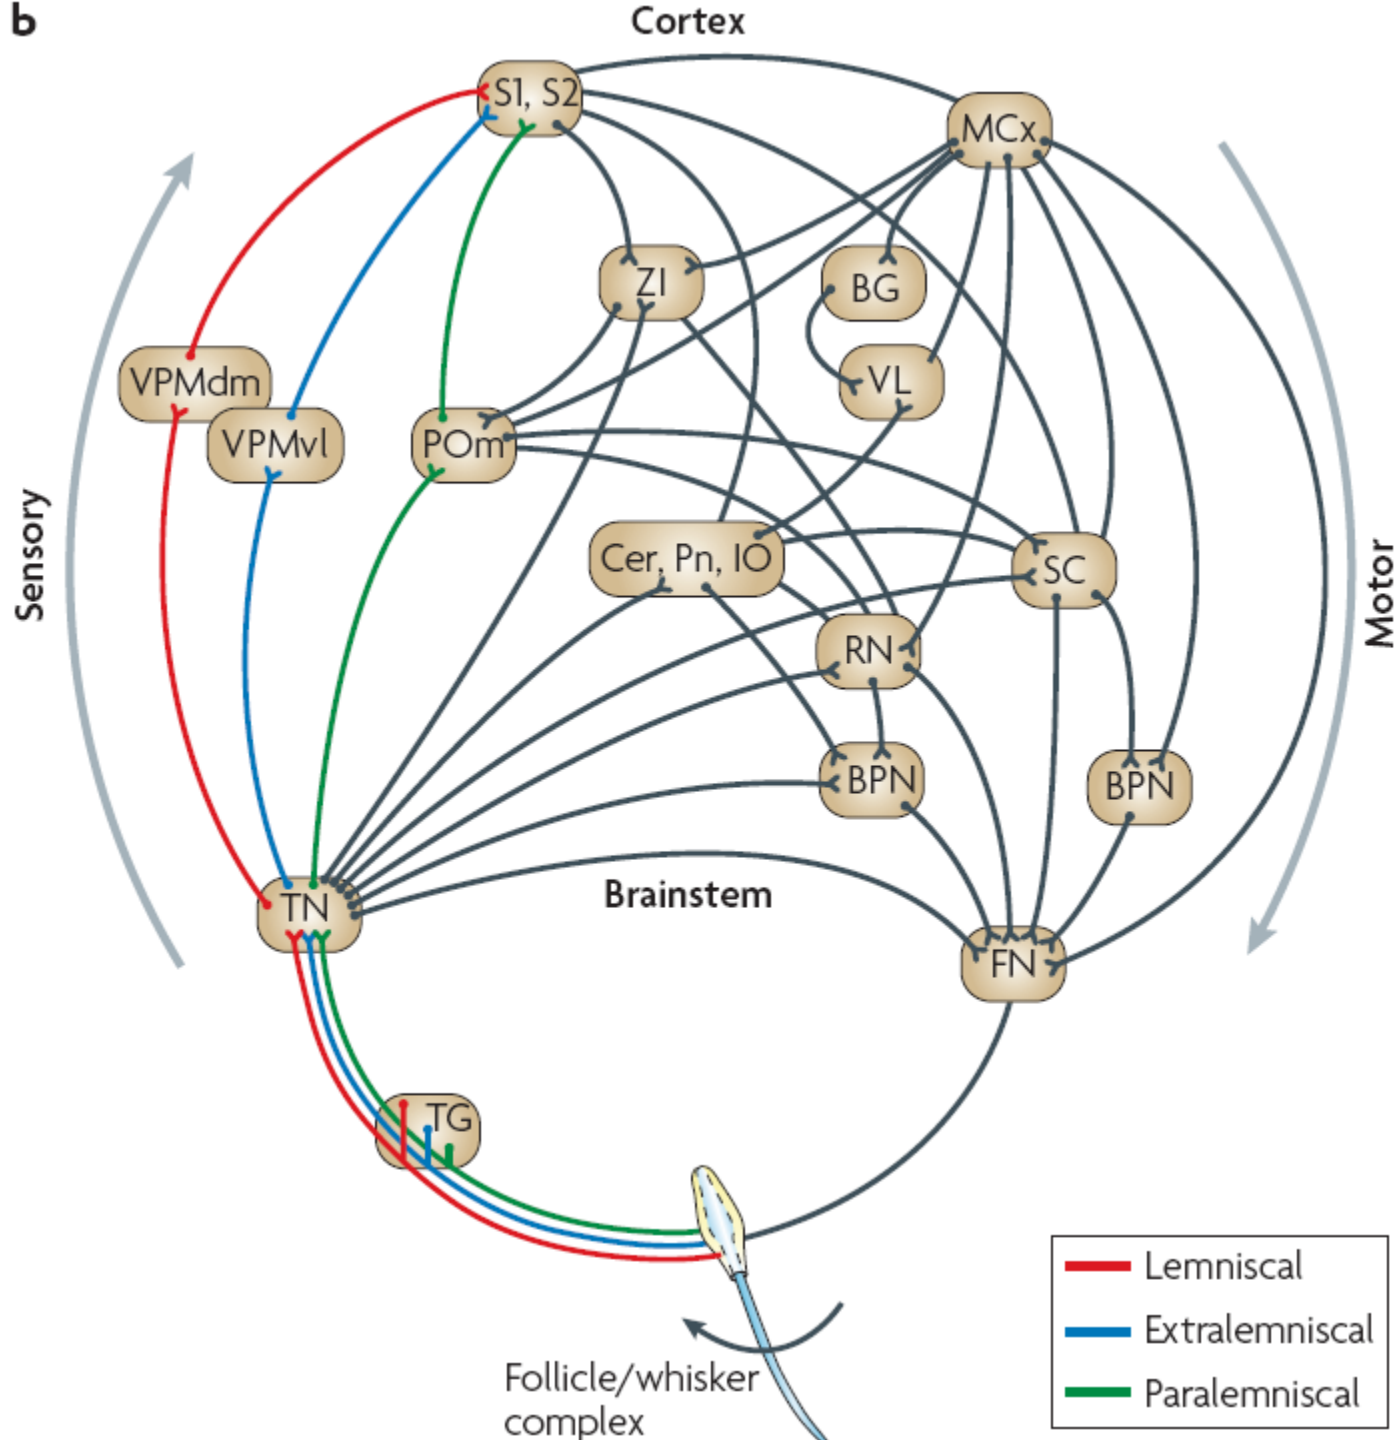 b
Cortex
S1, S2
MCx
ZI
BG
VPMdm
VL
VPMvl
POm
Sensory
Cer, Pn, IO
SC
Motor
RN
BPN
BPN
TN
Brainstem
FN
TG
Lemniscal
Extralemniscal
Paralemniscal
Follicle/whisker
complex